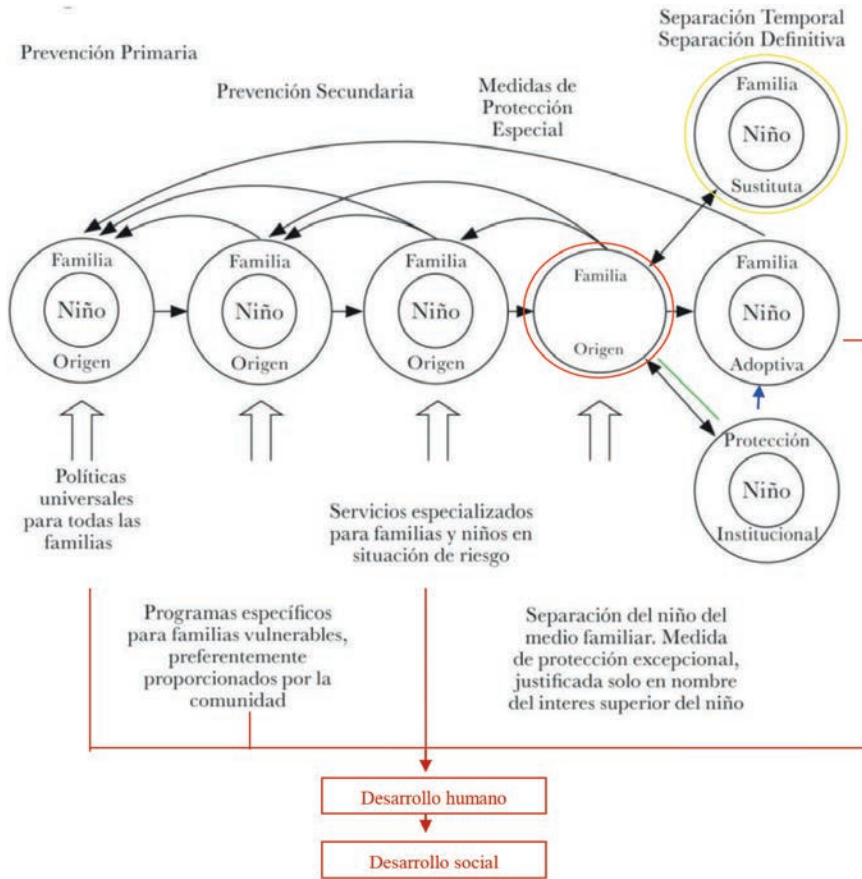 Prevención Primaria
Prevención Secundaria
Medidas de
Protección
Especial
Separación Temporal
Separación Definitiva
Familia
Niño
Sustituta
Familia
Niño
Origen
Familia
Niño
Origen
Familia
Niño
Origen
Familia
Origen
Familia
Niño
Adoptiva
Protección
Niño
Institucional
Políticas
universales
para todas las
familias
Servicios especializados
para familias y niños en
situación de riesgo
Programas específicos
para familias vulnerables,
preferentemente
proporcionados por la
comunidad
Separación del niño del
medio familiar. Medida
de protección excepcional,
justificada solo en nombre
del interes superior del niño
Desarrollo humano
Desarrollo social